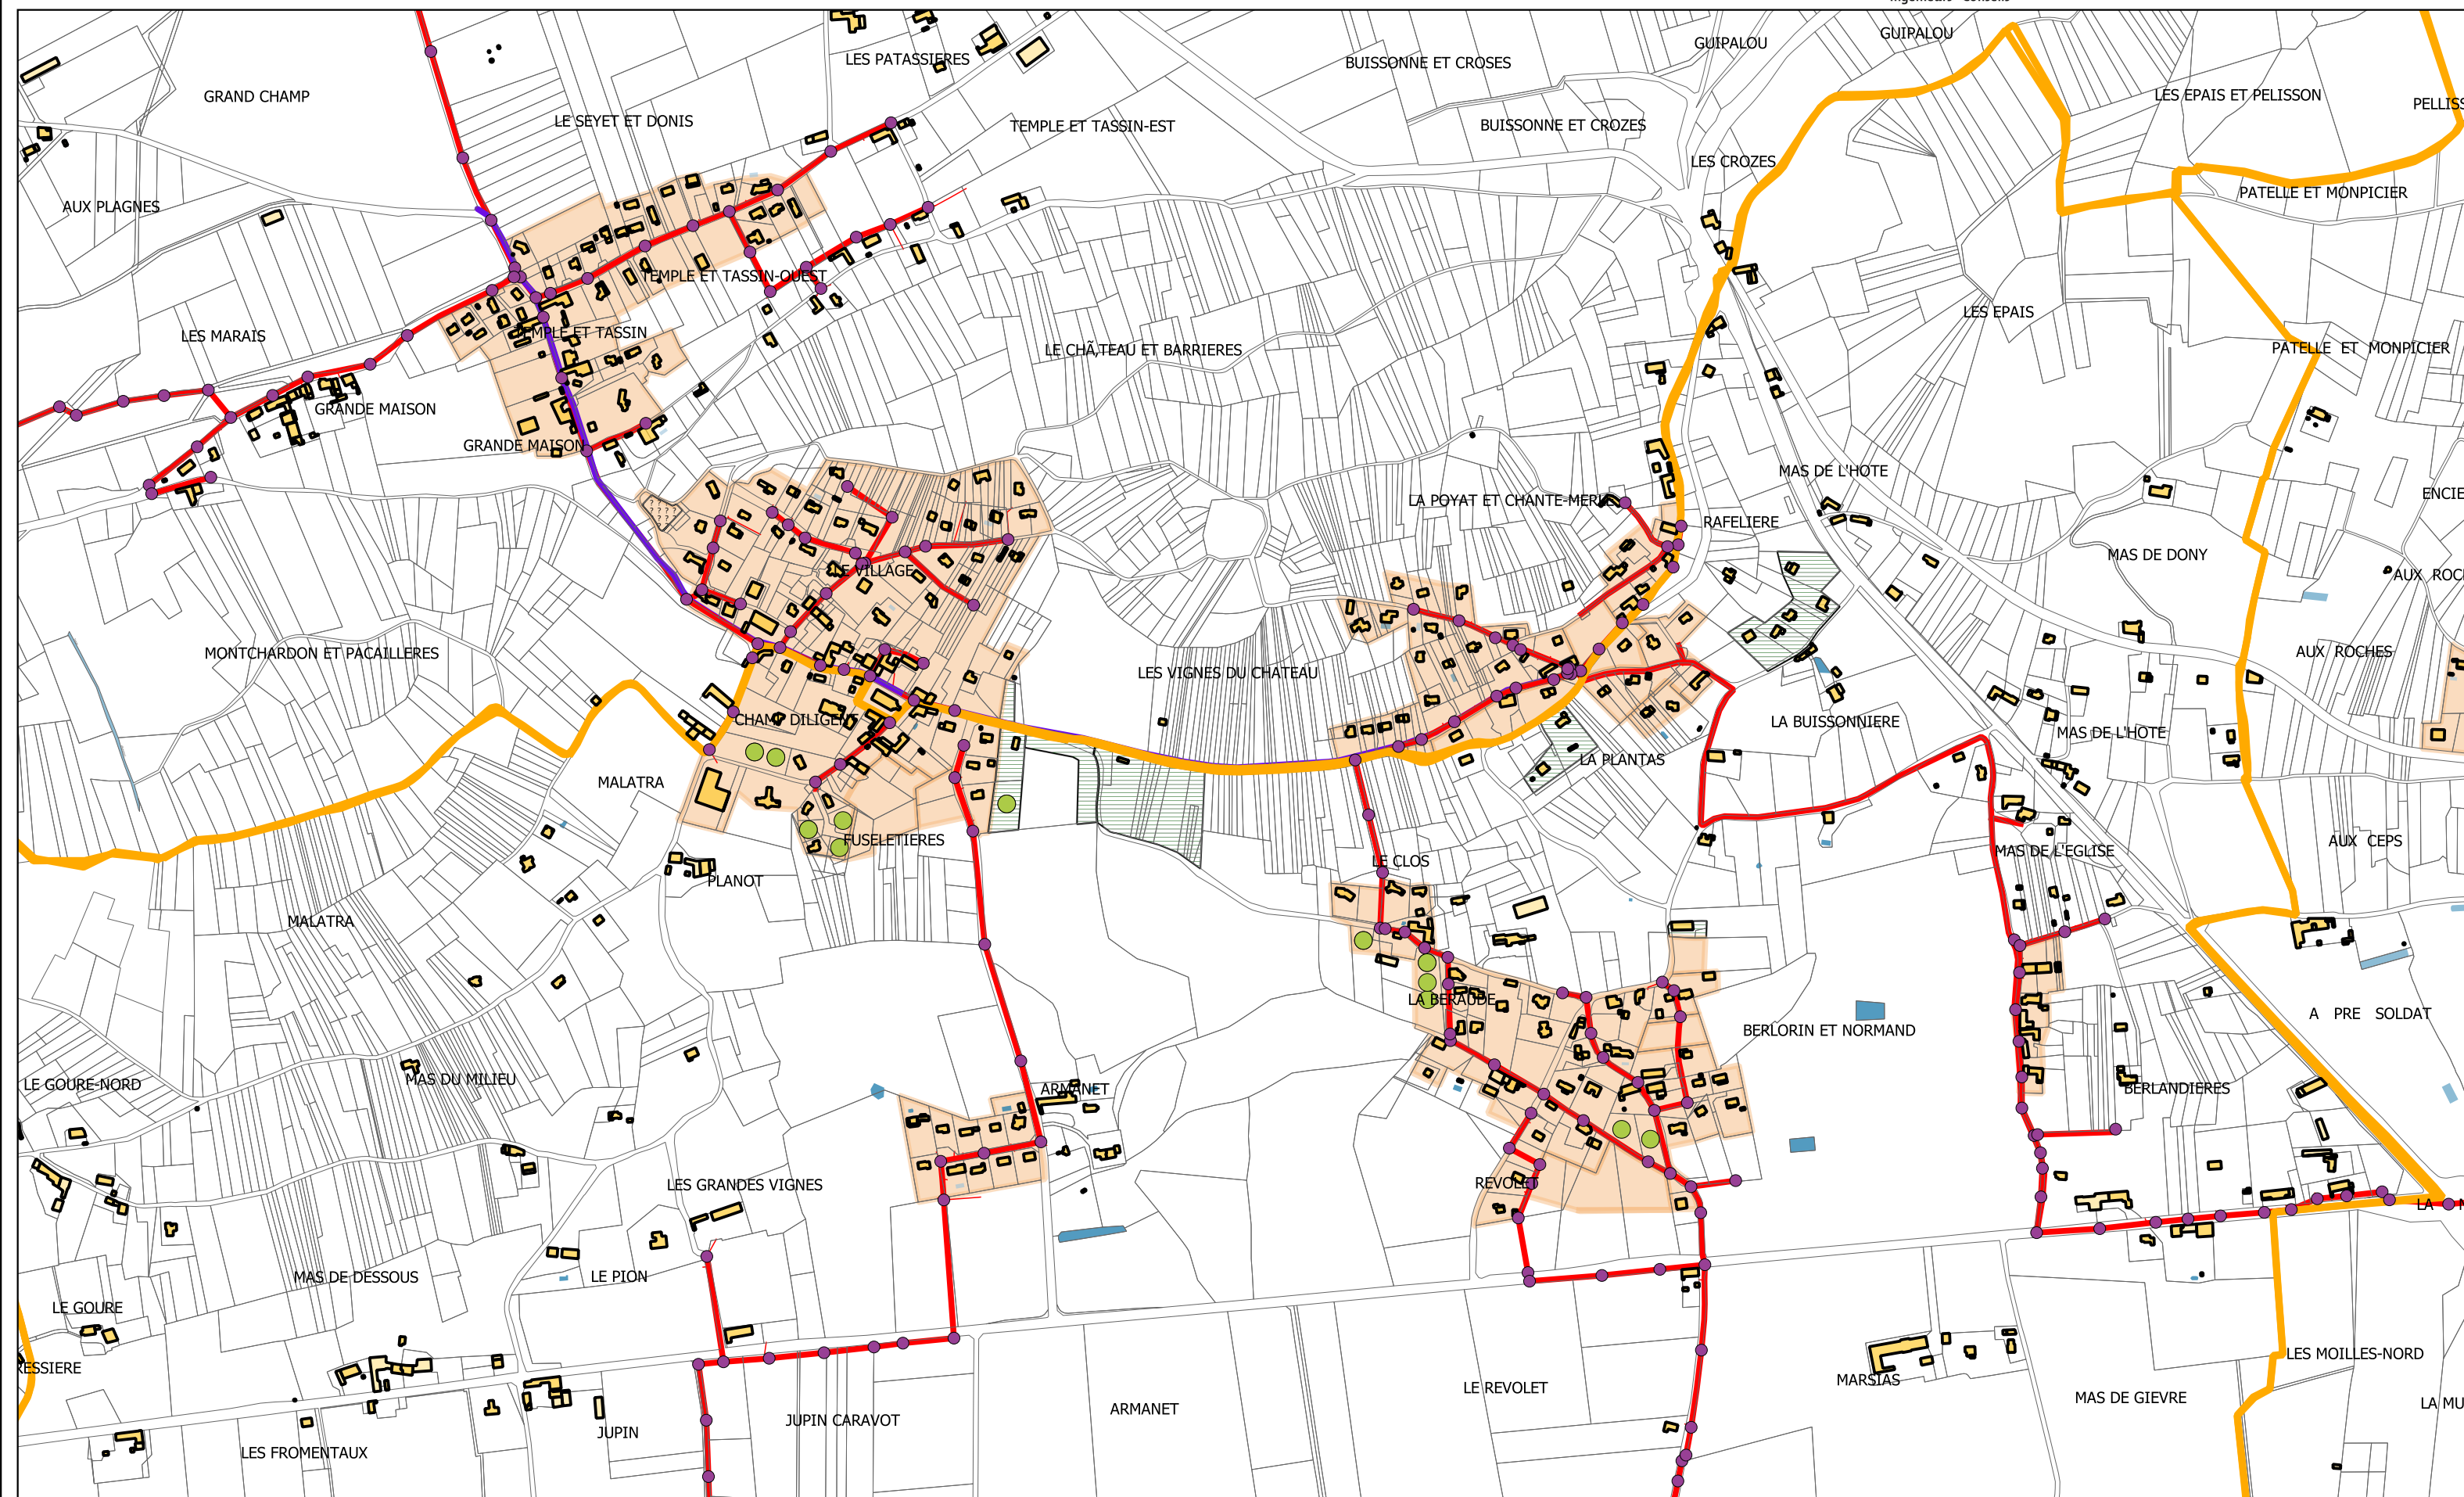 GUIPALOU
GUIPALOU
LES PATASSIERES
BUISSONNE ET CROSES
GRAND CHAMP
LES EPAIS ET PELISSON
LE SEYET ET DONIS
TEMPLE ET TASSIN-EST
BUISSONNE ET CROZES
LES CROZES
PATELLE ET MONPICIER
AUX PLAGNES
TEMPLE ET TASSIN-OUEST
LES EPAIS
LES MARAIS
TEMPLE ET TASSIN
LE CHÃ‚TEAU ET BARRIERES
PATELLE ET MONPICIER
GRANDE MAISON
GRANDE MAISON
MAS DE L'HOTE
LA POYAT ET CHANTE-MERLE
RAFELIERE
MAS DE DONY
LE VILLAGE
MONTCHARDON ET PACAILLERES
AUX ROCHES
LES VIGNES DU CHATEAU
CHAMP DILIGENT
LA BUISSONNIERE
MAS DE L'HOTE
LA PLANTAS
MALATRA
FUSELETIERES
AUX CEPS
MAS DE L'EGLISE
LE CLOS
PLANOT
MALATRA
LA BERAUDE
A PRE SOLDAT
BERLORIN ET NORMAND
MAS DU MILIEU
LE GOURE-NORD
ARMANET
BERLANDIERES
LES GRANDES VIGNES
REVOLET
LA
MAS DE DESSOUS
LE PION
LE GOURE
LES MOILLES-NORD
LE REVOLET
MARSIAS
MAS DE GIEVRE
ARMANET
JUPIN CARAVOT
JUPIN
LES FROMENTAUX